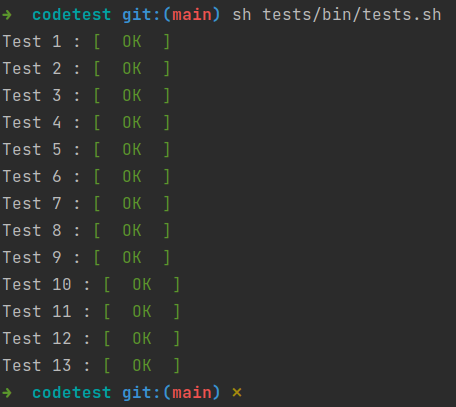 ➜  codetest git:(main) sh tests/bin/tests.sh
Test 1 : [  OK  ]
Test 2 : [  OK  ]
Test 3 : [  OK  ]
Test 4 : [  OK  ]
Test 5 : [  OK  ]
Test 6 : [  OK  ]
Test 7 : [  OK  ]
Test 8 : [  OK  ]
Test 9 : [  OK  ]
Test 10 : [  OK  ]
Test 11 : [  OK  ]
Test 12 : [  OK  ]
Test 13 : [  OK  ]
➜  codetest git:(main) ×